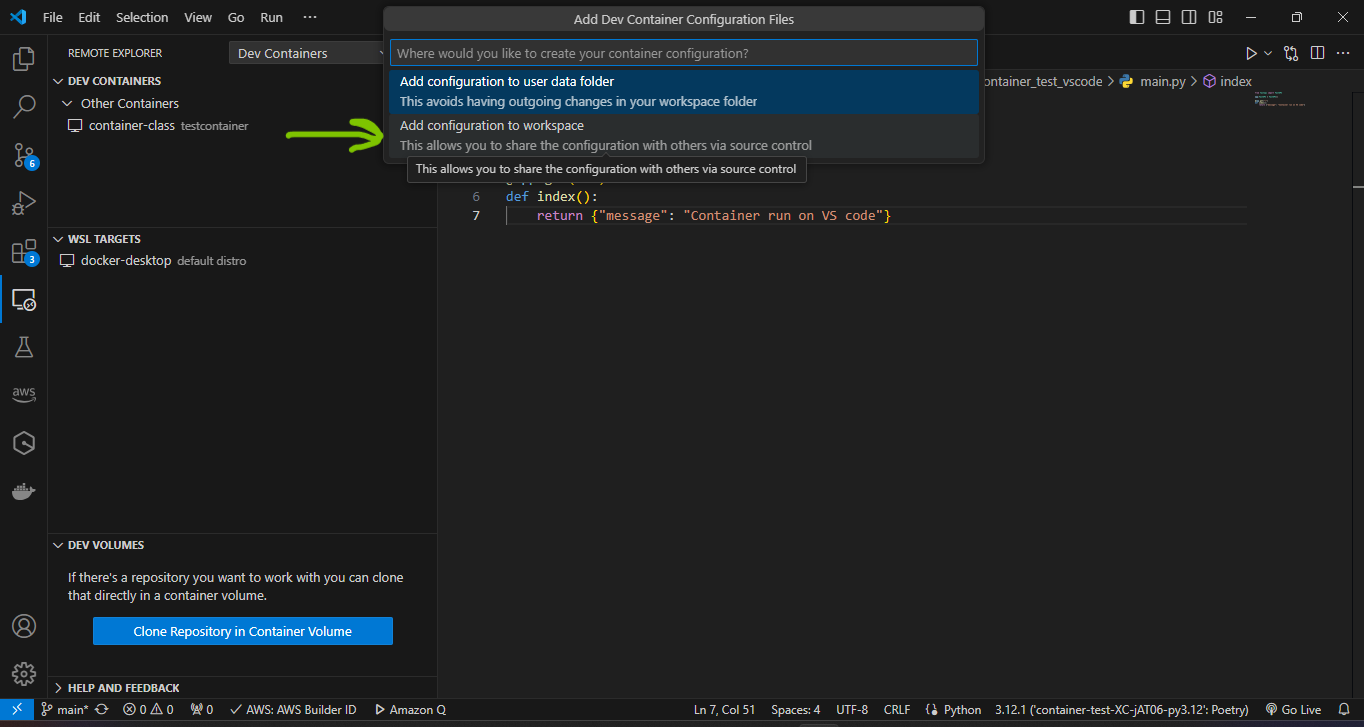 File Edit Selection View Go Run ···
Add Dev Container Configuration Files
REMOTE EXPLORER
Dev Containers
Where would you like to create your container configuration?
DEV CONTAINERS
Add configuration to user data folder
ontainer_test_vscode > main.py > index
Other Containers
This avoids having outgoing changes in your workspace folder
container-class testcontainer
Add configuration to workspace
This allows you to share the configuration with others via source control
This allows you to share the configuration with others via source control
6
6 def index():
7 return {"message": "Container run on VS code"}
WSL TARGETS
3
docker-desktop default distro
aws
DEV VOLUMES
If there's a repository you want to work with you can clone
that directly in a container volume.
Clone Repository in Container Volume
HELP AND FEEDBACK
main* 0 0 0 AWS: AWS Builder ID Amazon Q Ln 7, Col 51 Spaces: 4 UTF-8 CRLF Python 3.12.1 ('container-test-XC-jAT06-py3.12': Poetry) Go Live